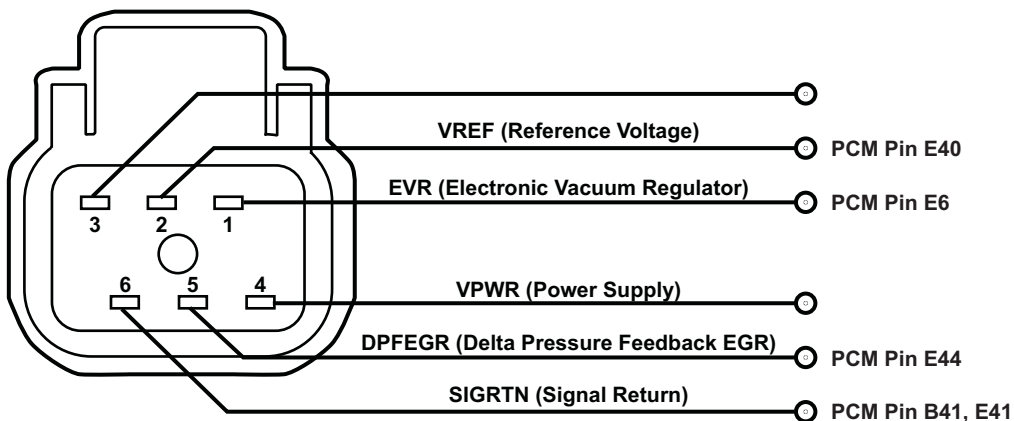 VREF (Reference Voltage)
PCM Pin E40
EVR (Electronic Vacuum Regulator)
PCM Pin E6
3 2 1
6 5 4
VPWR (Power Supply)
DPFEGR (Delta Pressure Feedback EGR)
PCM Pin E44
SIGRTN (Signal Return)
PCM Pin B41, E41